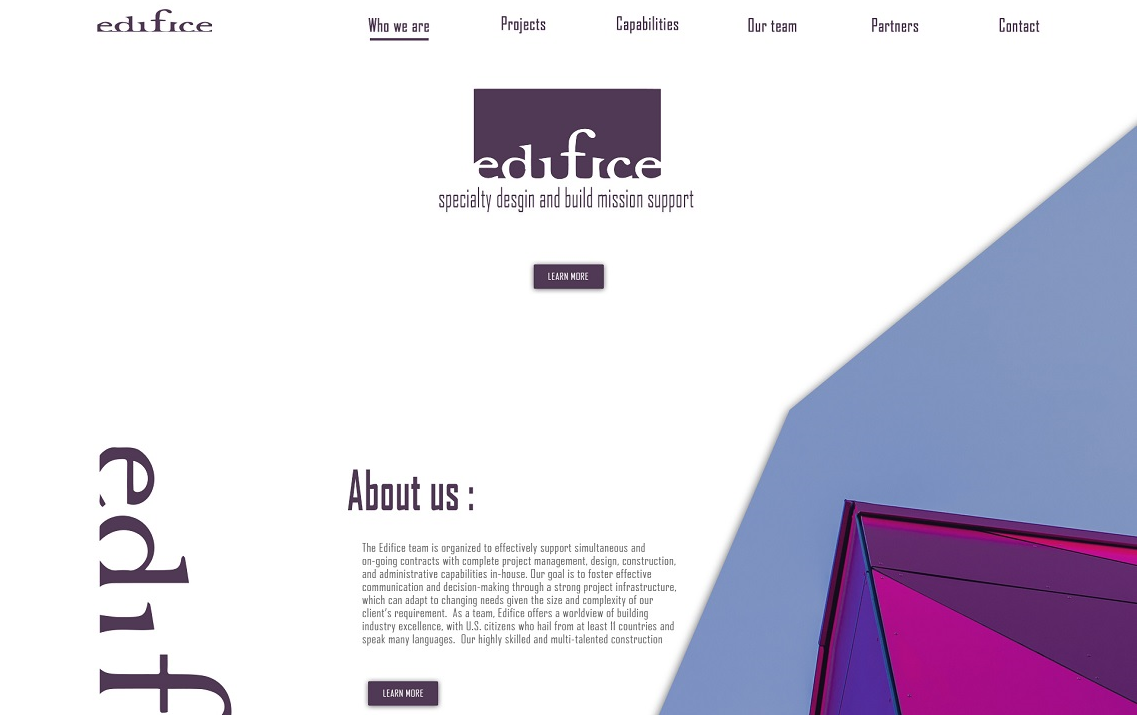 edifice
Who we are
Projects
Capabilities
Our team
Partners
Contact
edifice
specialty desgin and build mission support
LEARN MORE
edif
About us :
The Edifice team is organized to effectively support simultaneous and
on-going contracts with complete project management, design, construction,
and administrative capabilities in-house. Our goal is to foster effective
communication and decision-making through a strong project infrastructure,
which can adapt to changing needs given the size and complexity of our
client's requirement. As a team, Edifice offers a worldview of building
industry excellence, with U.S. citizens who hail from at least 11 countries and
speak many languages. Our highly skilled and multi-talented construction
LEARN MORE